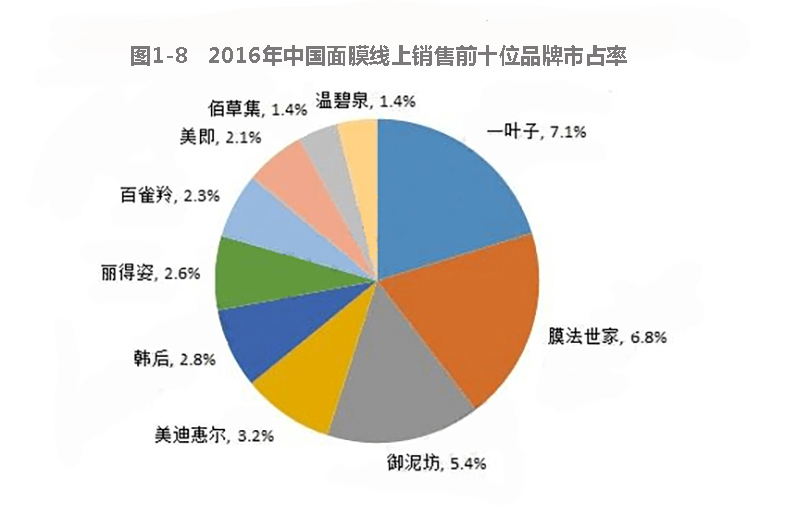 图1-8 2016年中国面膜线上销售前十位品牌市占率
温碧泉, 1.4%
佰草集, 1.4%
一叶子, 7.1%
美即, 2.1%
百雀羚, 2.3%
丽得姿, 2.6%
膜法世家, 6.8%
韩后, 2.8%
美迪惠尔, 3.2%
御泥坊, 5.4%